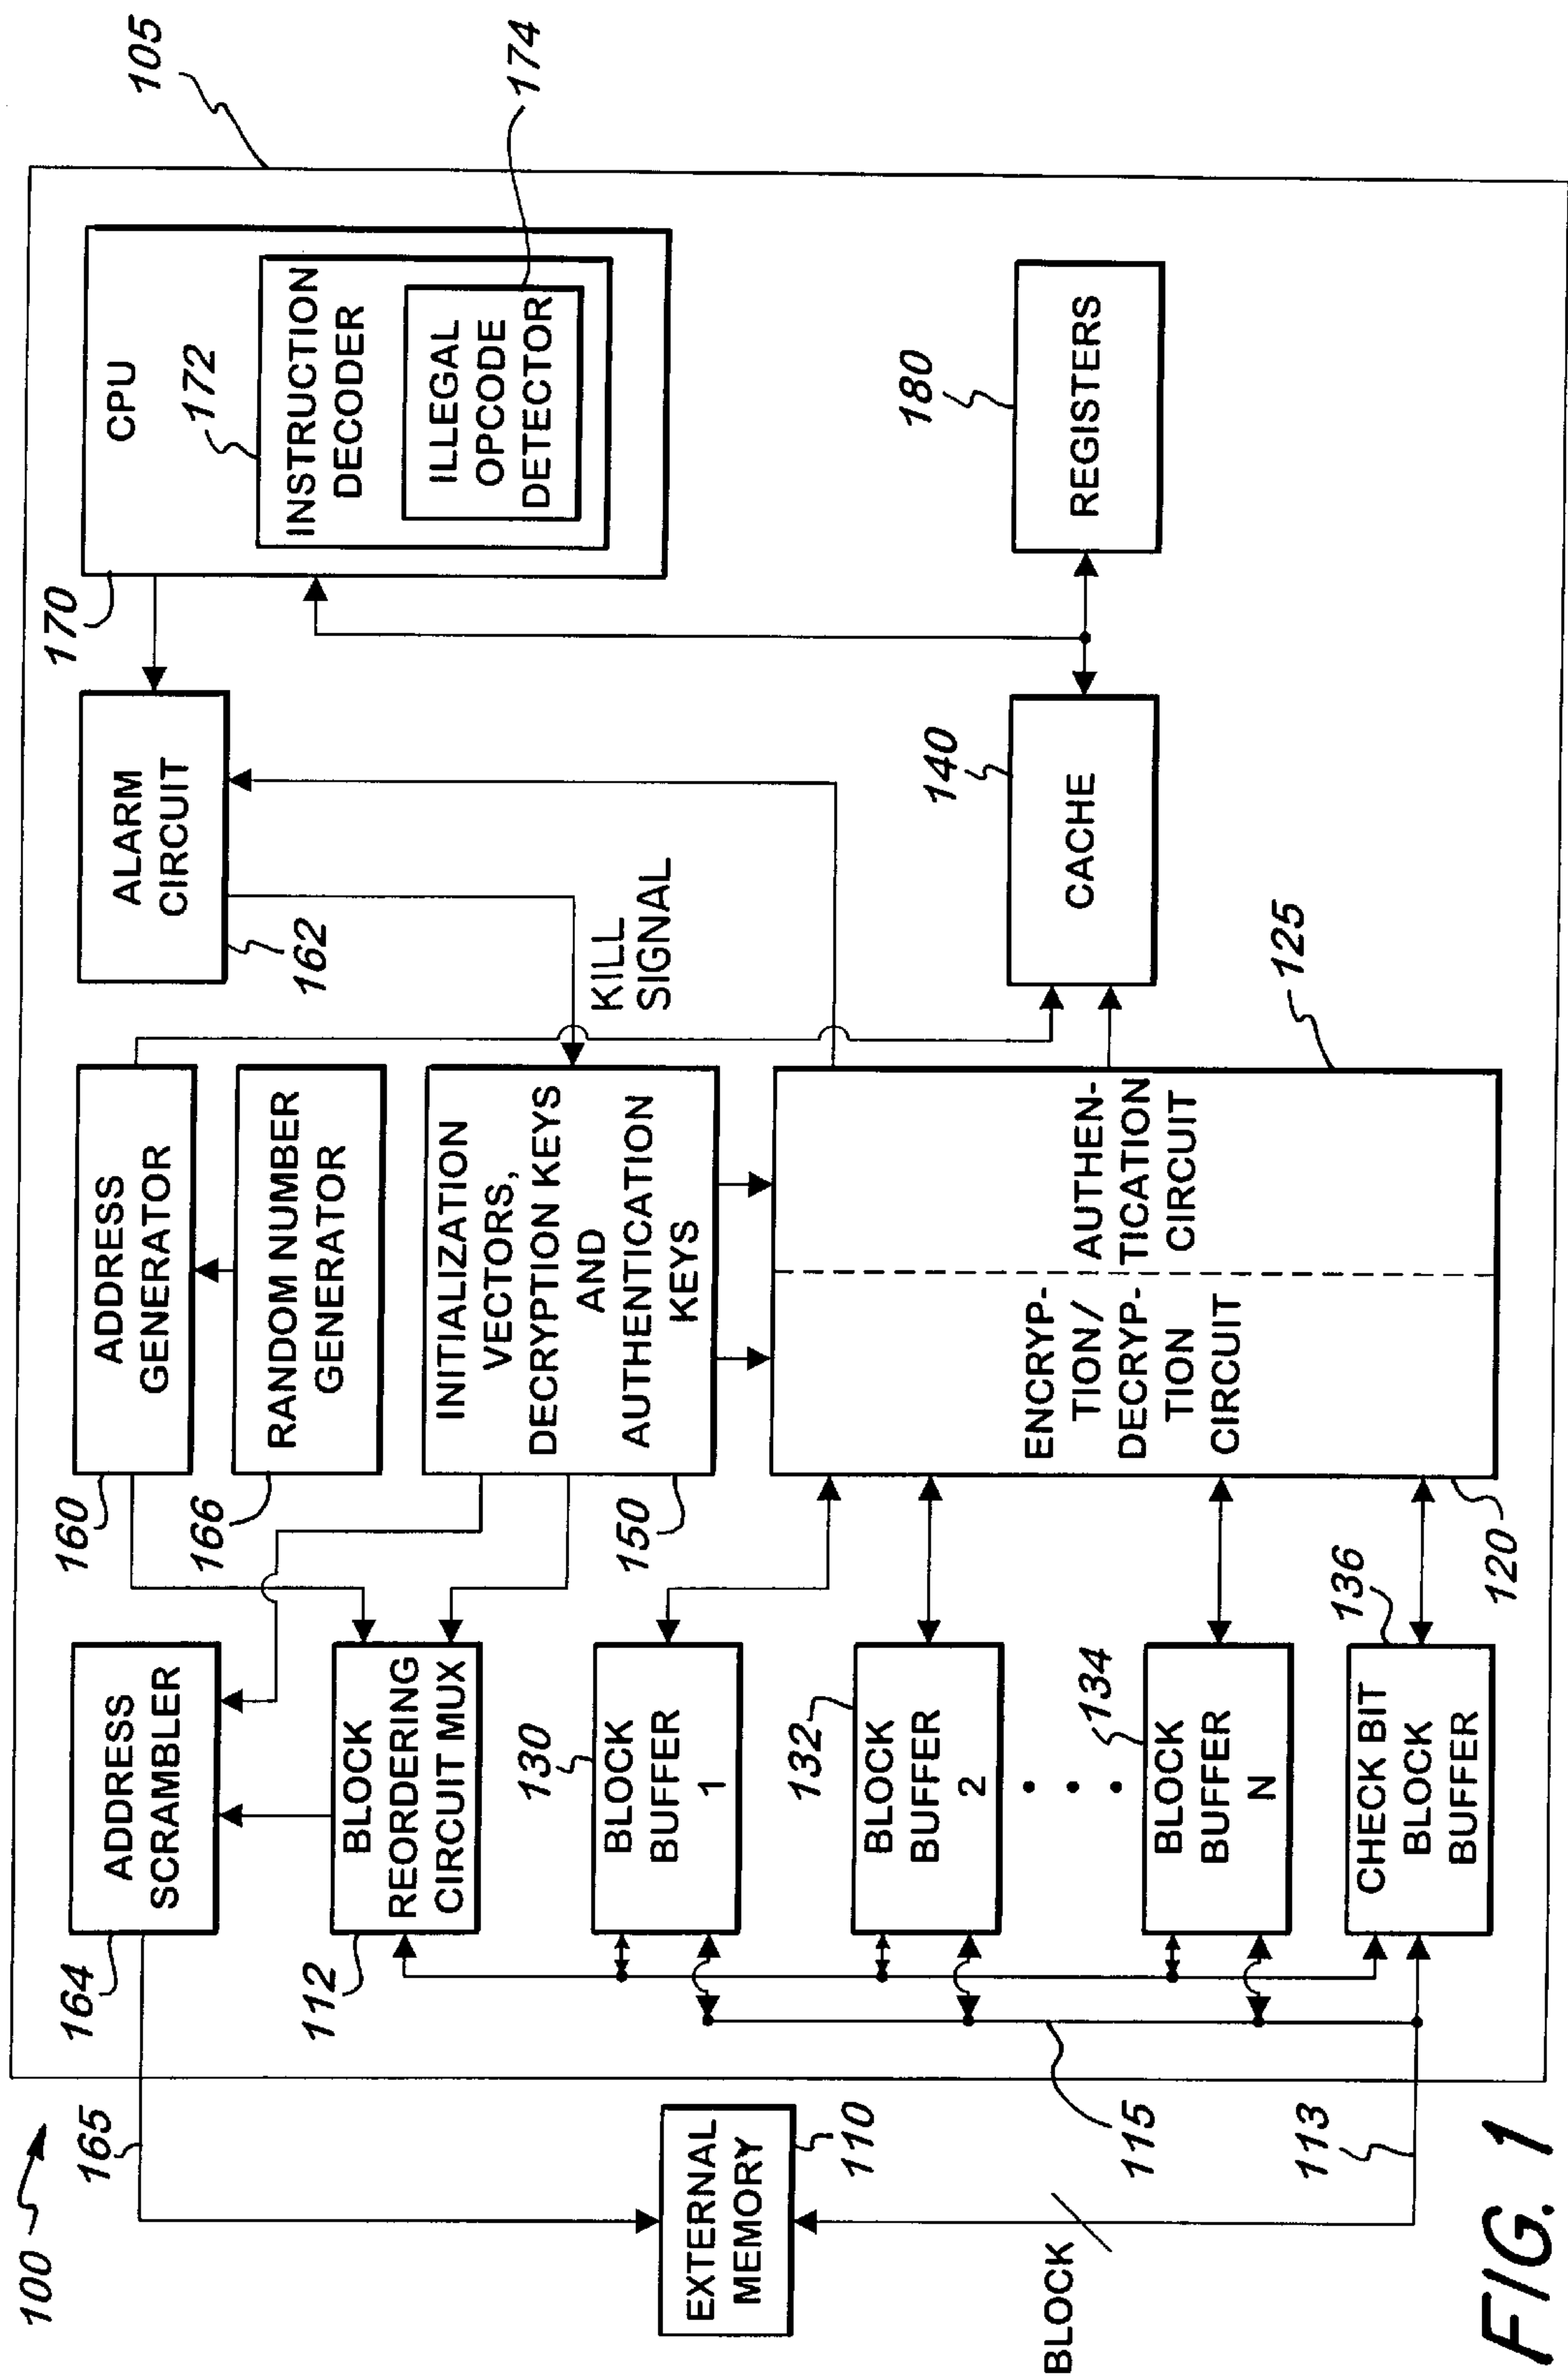 100
105
165
164
ADDRESS
SCRAMBLER
160
ADDRESS
GENERATOR
166
RANDOM NUMBER
GENERATOR
162
ALARM
CIRCUIT
170
CPU
172
INSTRUCTION
DECODER
174
ILLEGAL
OPCODE
DETECTOR
112
BLOCK
REORDERING
CIRCUIT MUX
150
INITIALIZATION
VECTORS,
DECRYPTION KEYS
AND
AUTHENTICATION
KEYS
KILL
SIGNAL
EXTERNAL
MEMORY
110
130
BLOCK
BUFFER
1
132
BLOCK
BUFFER
2
134
BLOCK
BUFFER
N
136
CHECK BIT
BLOCK
BUFFER
120
ENCRYP-
TION/
DECRYP-
TION
CIRCUIT
AUTHEN-
TICATION
CIRCUIT
125
140
CACHE
180
REGISTERS
115
113
BLOCK
FIG. 1